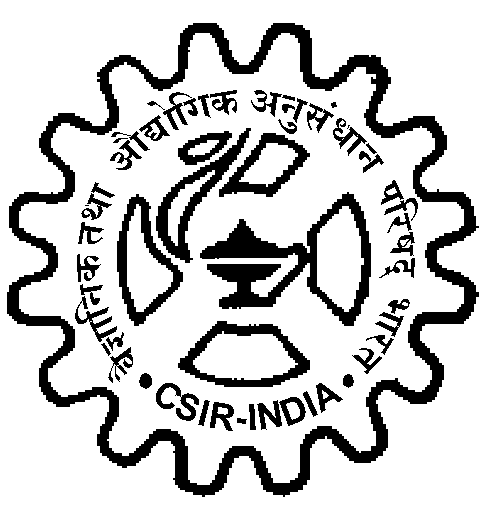 वैज्ञानिक तथा औद्योगिक अनुसंधान परिषद् भारत
CSIR-INDIA